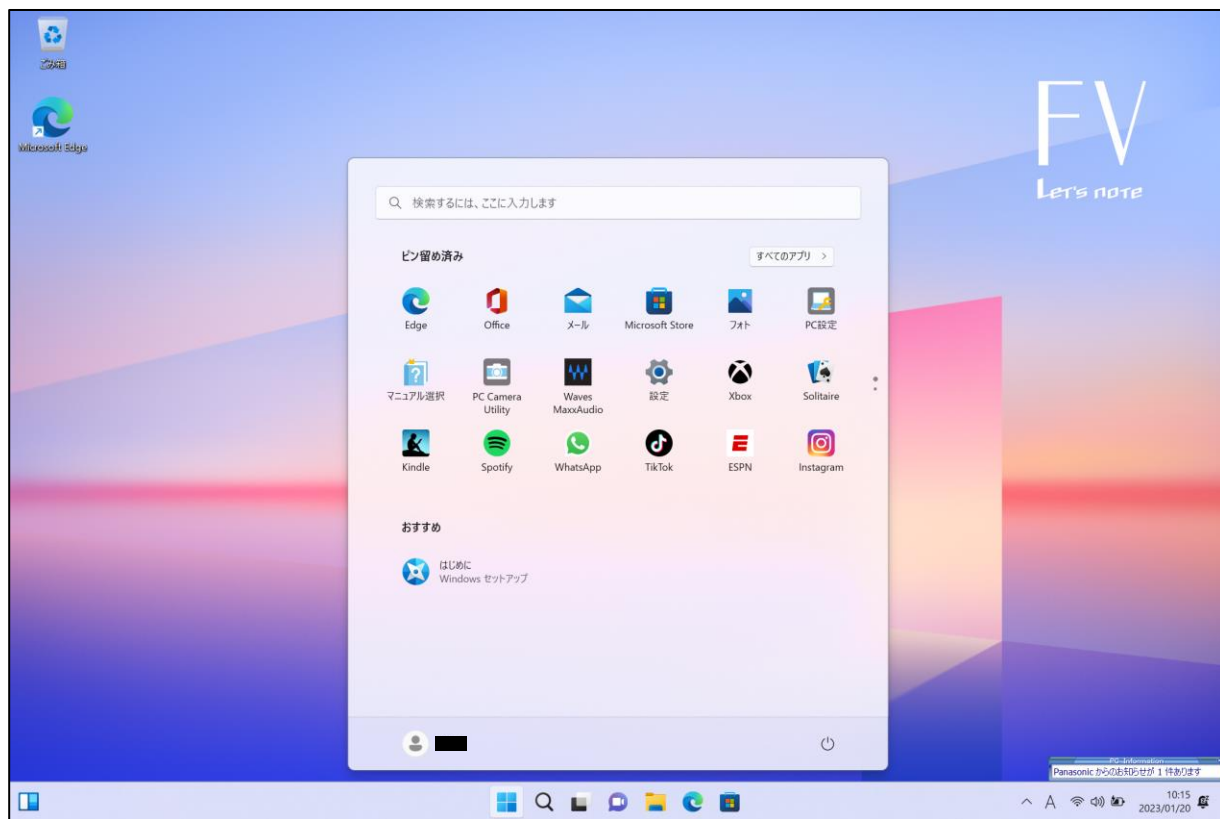 ごみ箱
Microsoft Edge
FV
Let's note
検索するには、ここに入力します
ピン留め済み
すべてのアプリ >
Edge
Office
メール
Microsoft Store
フォト
PC設定
マニュアル選択
PC Camera
Utility
Waves
MaxxAudio
設定
Xbox
Solitaire
Kindle
Spotify
WhatsApp
TikTok
ESPN
Instagram
おすすめ
はじめに
Windows セットアップ
PC Information
Panasonic からのお知らせが 1 件あります
A
10:15
2023/01/20